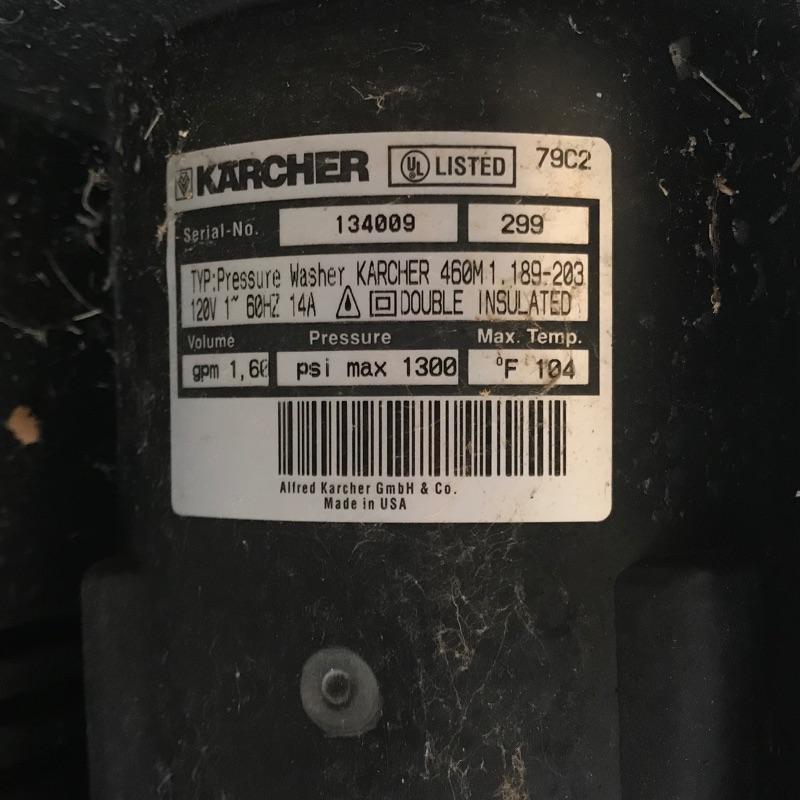 KÄRCHER UL LISTED 79C2
Serial-No. 134009 299
TYP:Pressure Washer KARCHER 460M 1.189-203
120V 1~ 60HZ 14A DOUBLE INSULATED
Volume Pressure Max. Temp.
gpm 1,60 psi max 1300 °F 104
Alfred Karcher GmbH & Co.
Made in USA